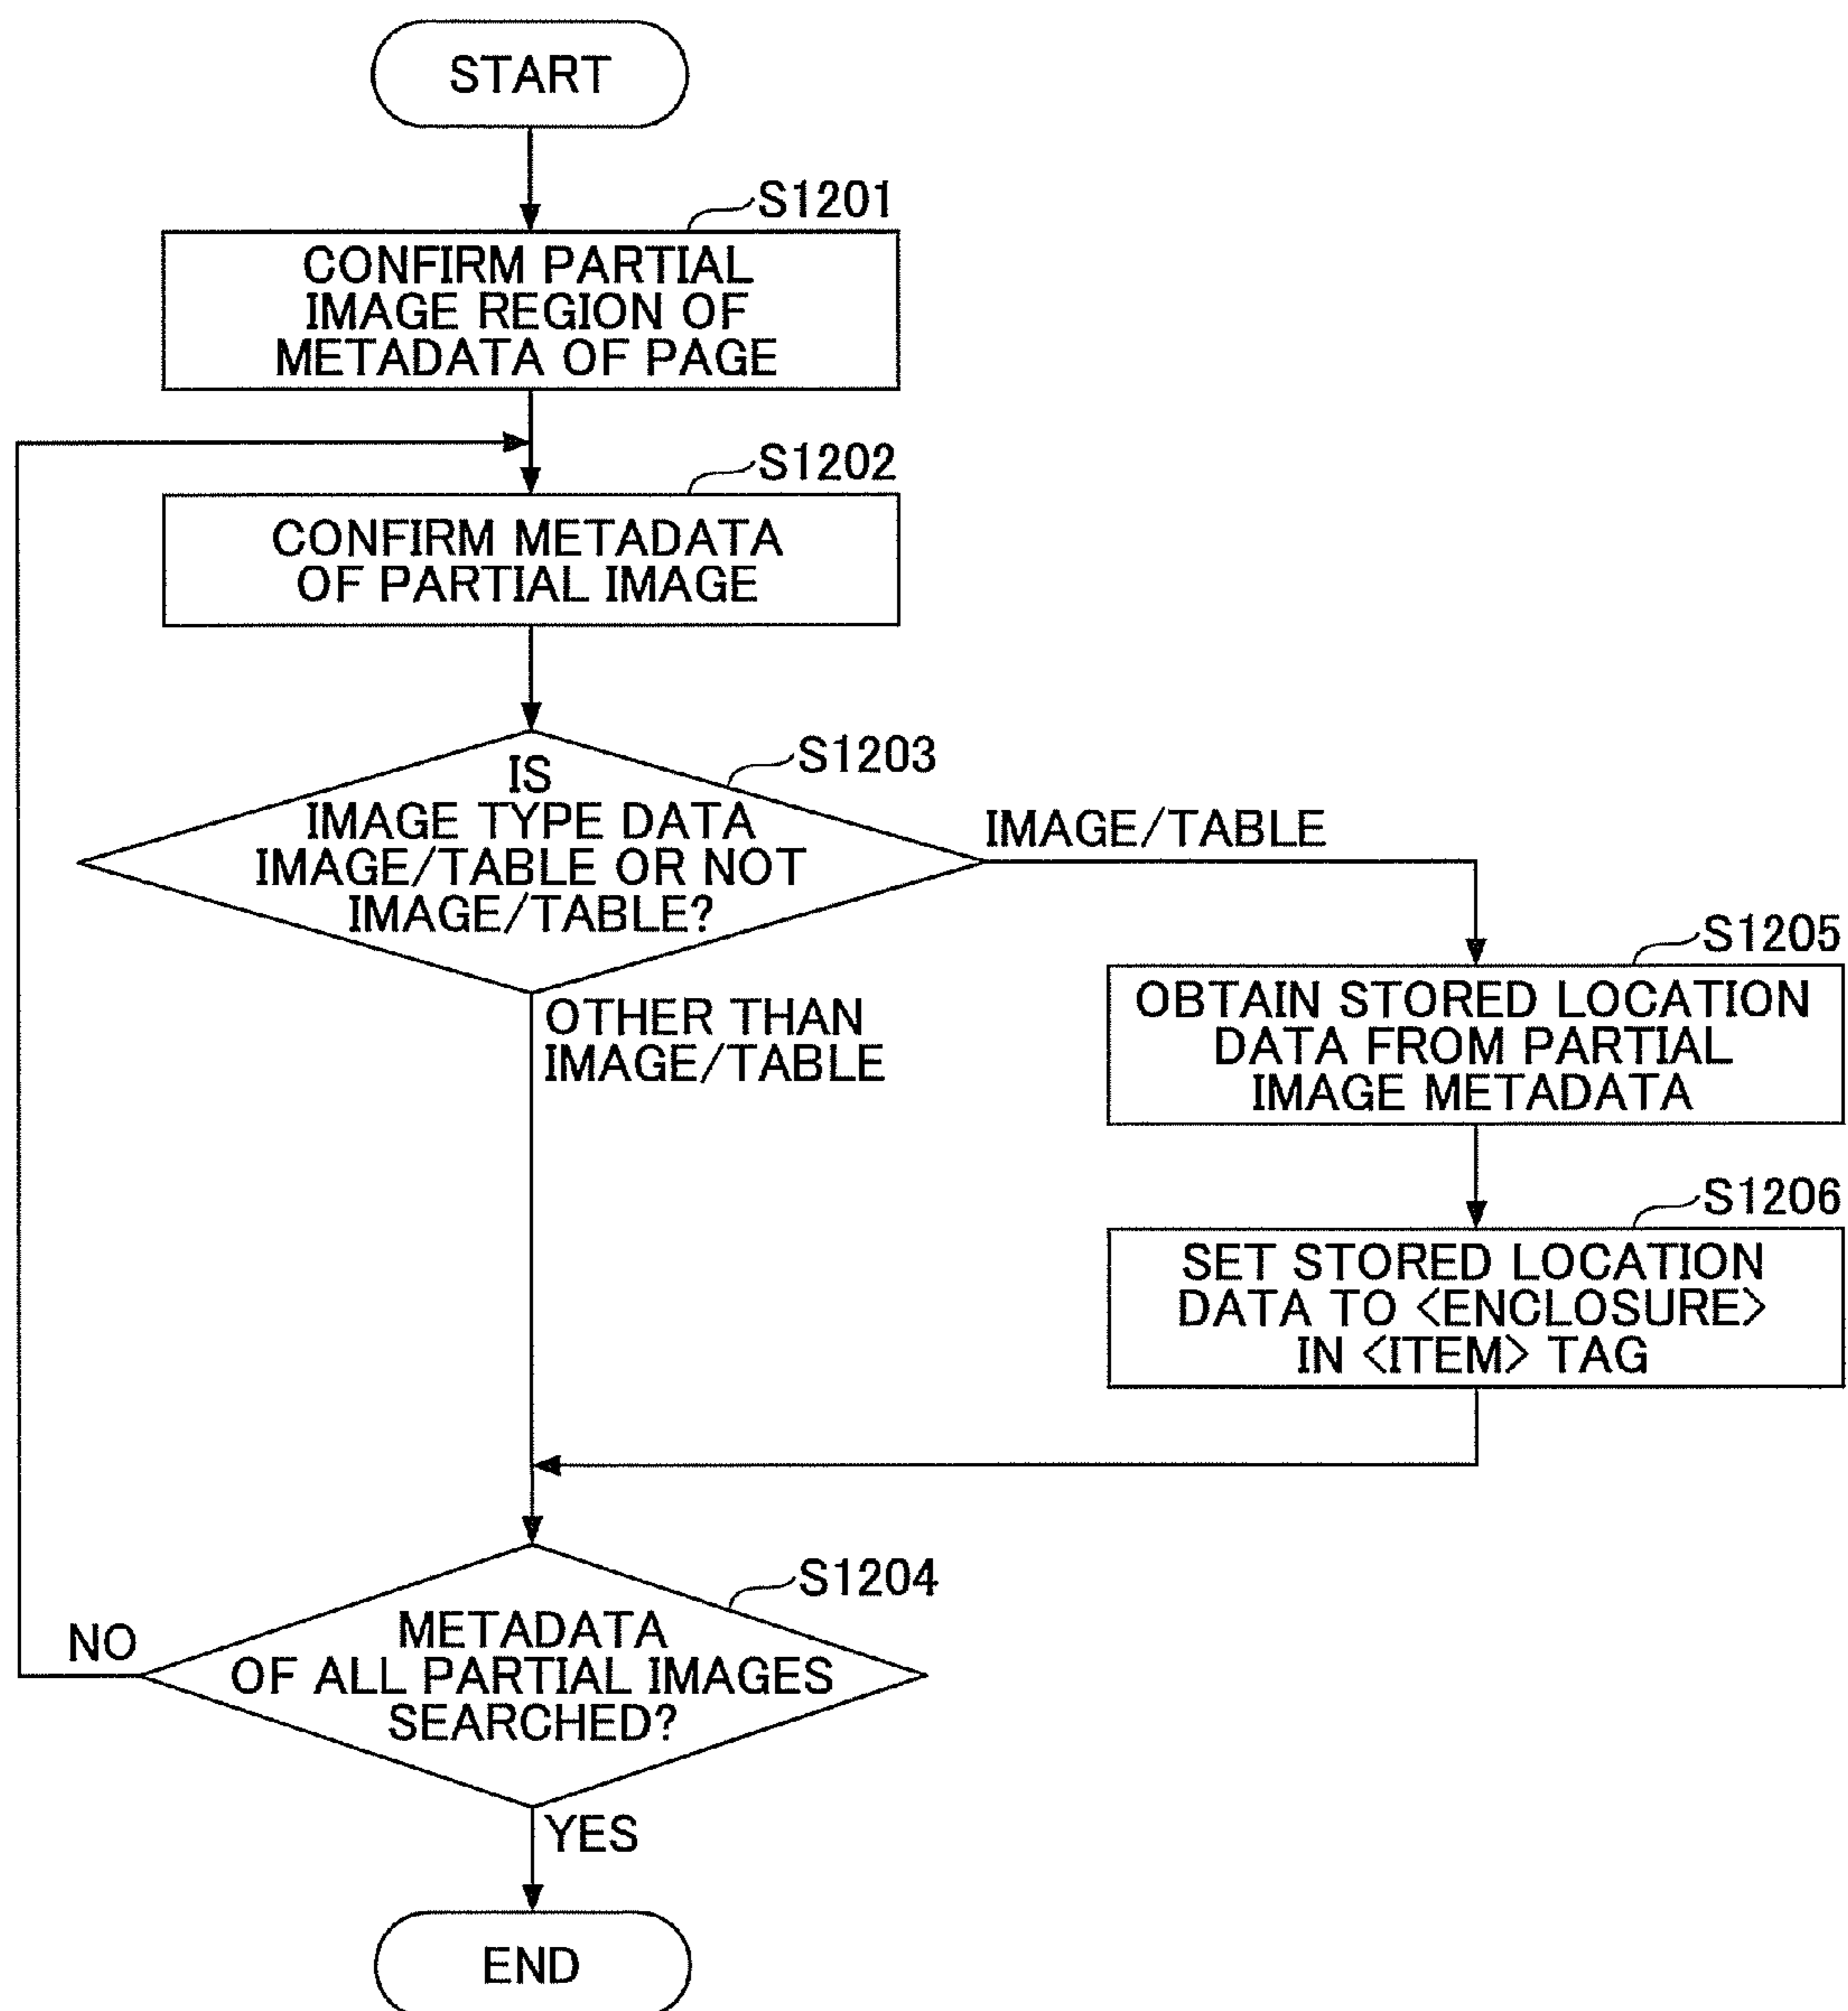 START
S1201
CONFIRM PARTIAL
IMAGE REGION OF
METADATA OF PAGE
S1202
CONFIRM METADATA
OF PARTIAL IMAGE
S1203
IS
IMAGE TYPE DATA
IMAGE/TABLE OR NOT
IMAGE/TABLE?
IMAGE/TABLE
OTHER THAN
IMAGE/TABLE
S1205
OBTAIN STORED LOCATION
DATA FROM PARTIAL
IMAGE METADATA
S1206
SET STORED LOCATION
DATA TO <ENCLOSURE>
IN <ITEM> TAG
S1204
METADATA
OF ALL PARTIAL IMAGES
SEARCHED?
NO
YES
END